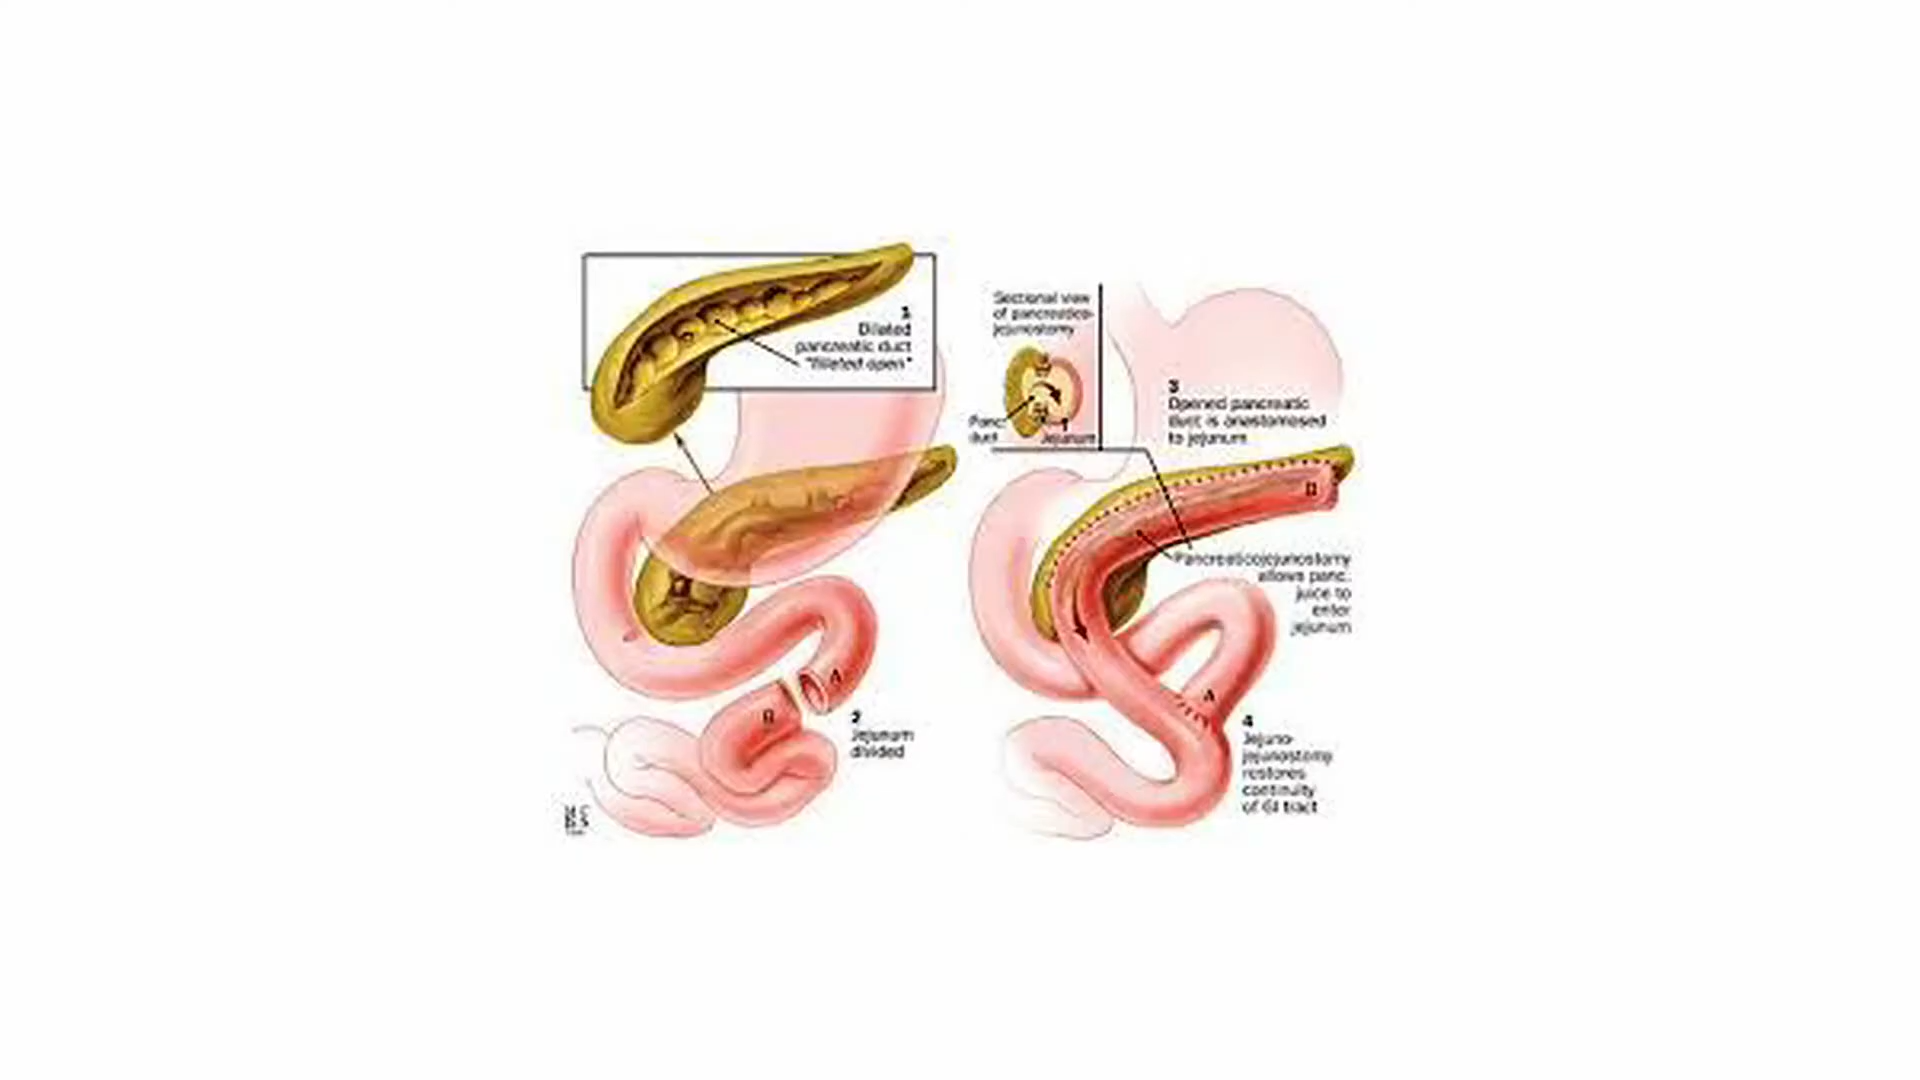 1
Dilated
pancreatic duct
"filleted open"
A
B
2
Jejunum
divided
Sectional view
of pancreatico-
jejunostomy
Panc.
duct
Jejunum
3
Opened pancreatic
duct is anastomosed
to jejunum
B
Pancreaticojejunostomy
allows panc.
juice to
enter
jejunum
A
4
Jejuno-
jejunostomy
restores
continuity
of GI tract